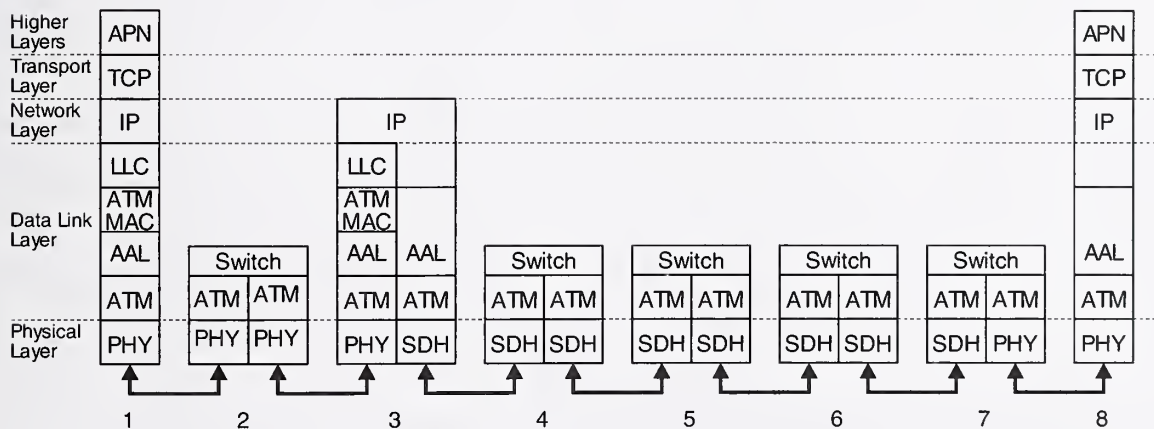 Higher
Layers
APN
APN
Transport
Layer
TCP
TCP
Network
Layer
IP
IP
IP
LLC
LLC
Data Link
Layer
ATM
MAC
ATM
MAC
AAL
AAL
AAL
AAL
Switch
Switch
Switch
Switch
Switch
ATM
ATM
ATM
ATM
ATM
ATM
ATM
ATM
ATM
ATM
ATM
ATM
ATM
ATM
Physical
Layer
PHY
PHY
PHY
PHY
SDH
SDH
SDH
SDH
SDH
SDH
SDH
SDH
PHY
PHY
1
2
3
4
5
6
7
8